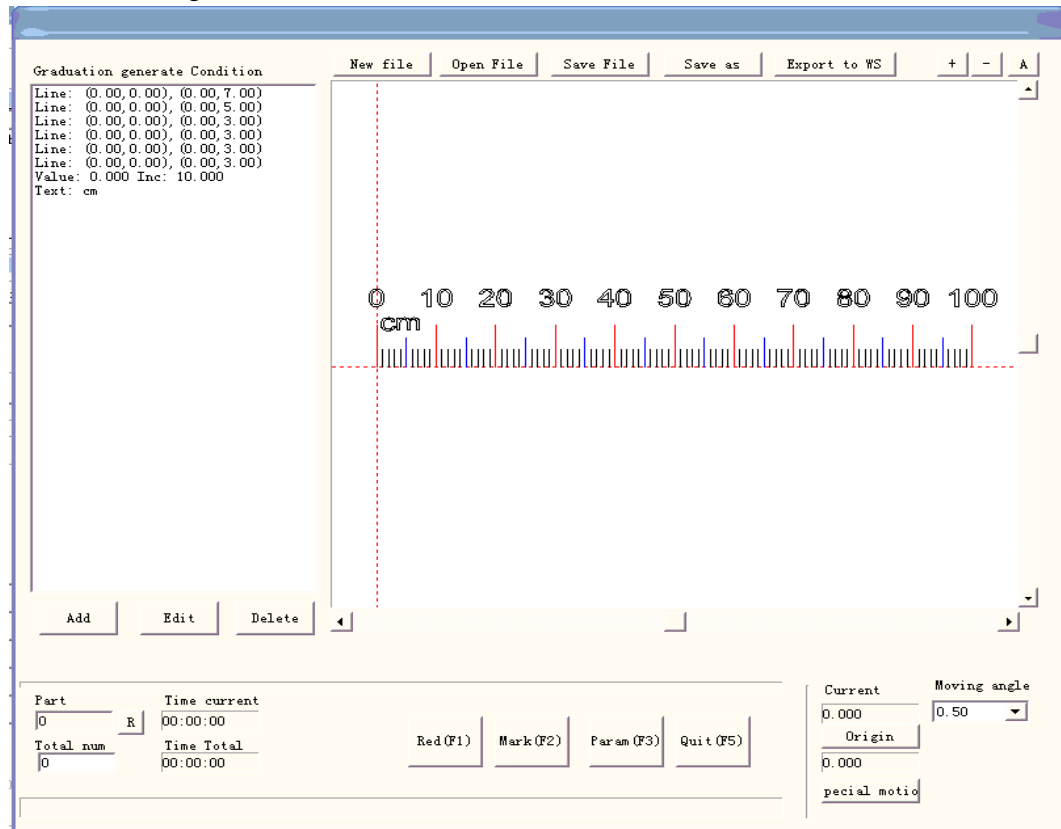 Graduation generate Condition
New file Open File Save File Save as Export to WS + - A
Line: (0.00,0.00), (0.00,7.00)
Line: (0.00,0.00), (0.00,5.00)
Line: (0.00,0.00), (0.00,3.00)
Line: (0.00,0.00), (0.00,3.00)
Line: (0.00,0.00), (0.00,3.00)
Line: (0.00,0.00), (0.00,3.00)
Value: 0.000 Inc: 10.000
Text: cm
0 10 20 30 40 50 60 70 80 90 100
cm
Add Edit Delete
Part Time current
0 R 00:00:00
Total num Time Total
0 00:00:00
Red(F1) Mark(F2) Param(F3) Quit(F5)
Current Moving angle
0.000 0.50
Origin
0.000
pecial motio